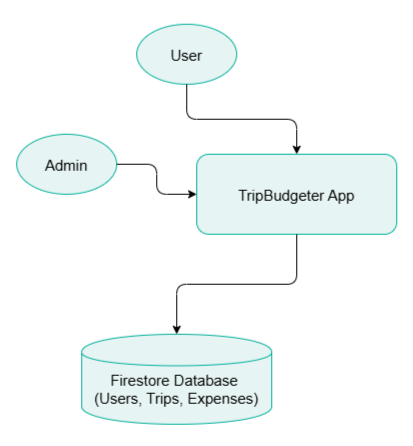 User
Admin
TripBudgeter App
Firestore Database
(Users, Trips, Expenses)